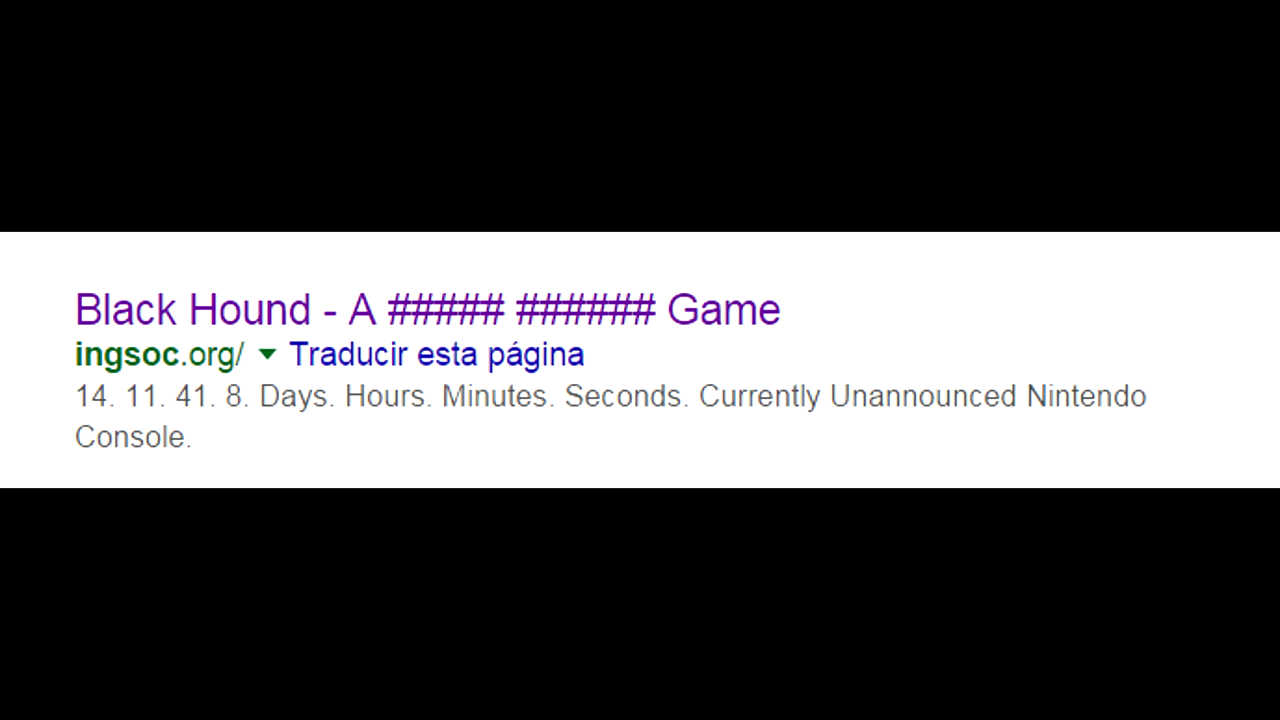 Black Hound - A ##### ###### Game
ingsoc.org/ ▼ Traducir esta página
14. 11. 41. 8. Days. Hours. Minutes. Seconds. Currently Unannounced Nintendo
Console.